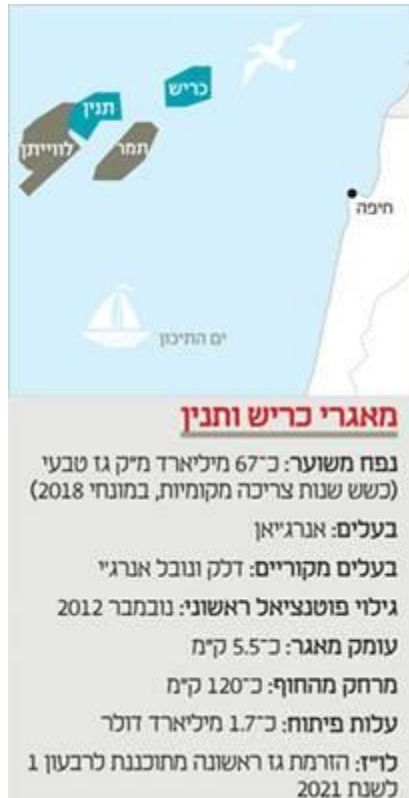 כריש
תנין
לווייתן
תמר
חיפה
ים התיכון
מאגרי כריש ותנין
נפח משוער: כ־67 מיליארד מ״ק גז טבעי
(כשש שנות צריכה מקומיות, במונחי 2018)
בעלים: אנרג׳יאן
בעלים מקוריים: דלק ונובל אנרג׳י
גילוי פוטנציאל ראשוני: נובמבר 2012
עומק מאגר: כ־5.5 ק״מ
מרחק מהחוף: כ־120 ק״מ
עלות פיתוח: כ־1.7 מיליארד דולר
לו״ז: הזרמת גז ראשונה מתוכננת לרבעון 1
לשנת 2021